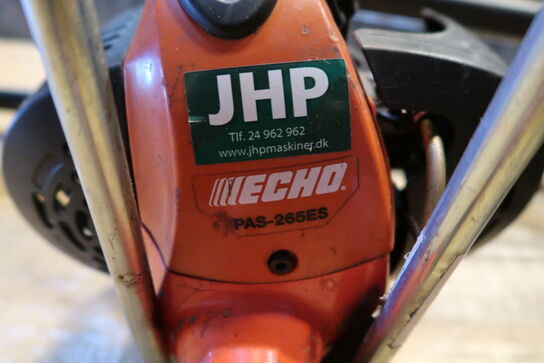 JHP
Tlf. 24 962 962
www.jhpmaskiner.dk
ECHO®
PAS-265ES